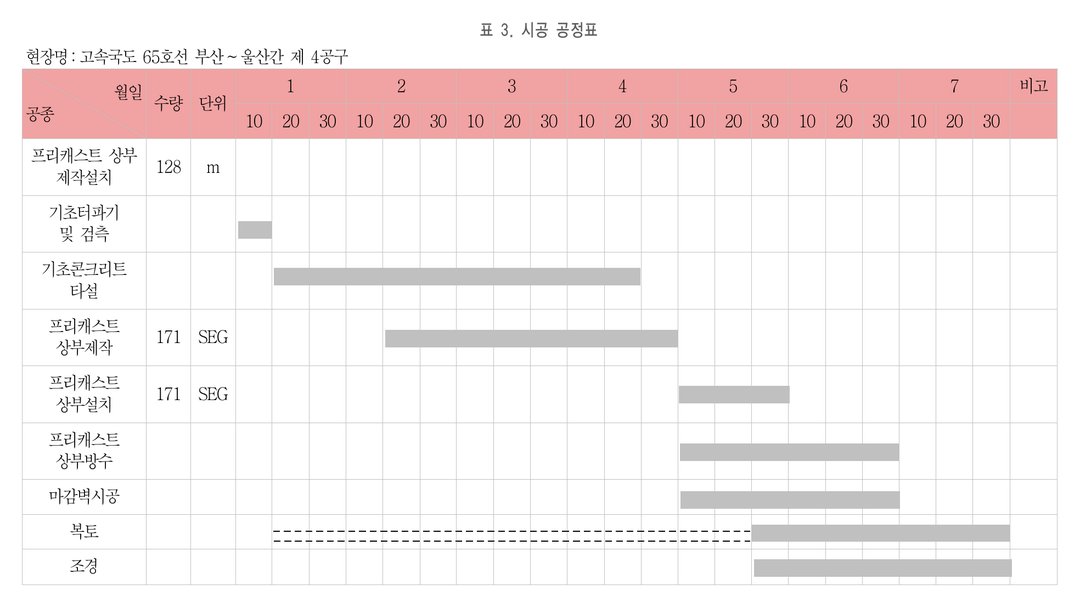 표 3. 시공 공정표
현장명 : 고속국도 65호선 부산~울산간 제 4공구
월일
공종
수량
단위
1 2 3 4 5 6 7
비고
10 20 30 10 20 30 10 20 30 10 20 30 10 20 30 10 20 30 10 20 30
프리캐스트 상부
제작설치
128 m
기초터파기
및 검측
기초콘크리트
타설
프리캐스트
상부제작
171 SEG
프리캐스트
상부설치
171 SEG
프리캐스트
상부방수
마감벽시공
복토
조경